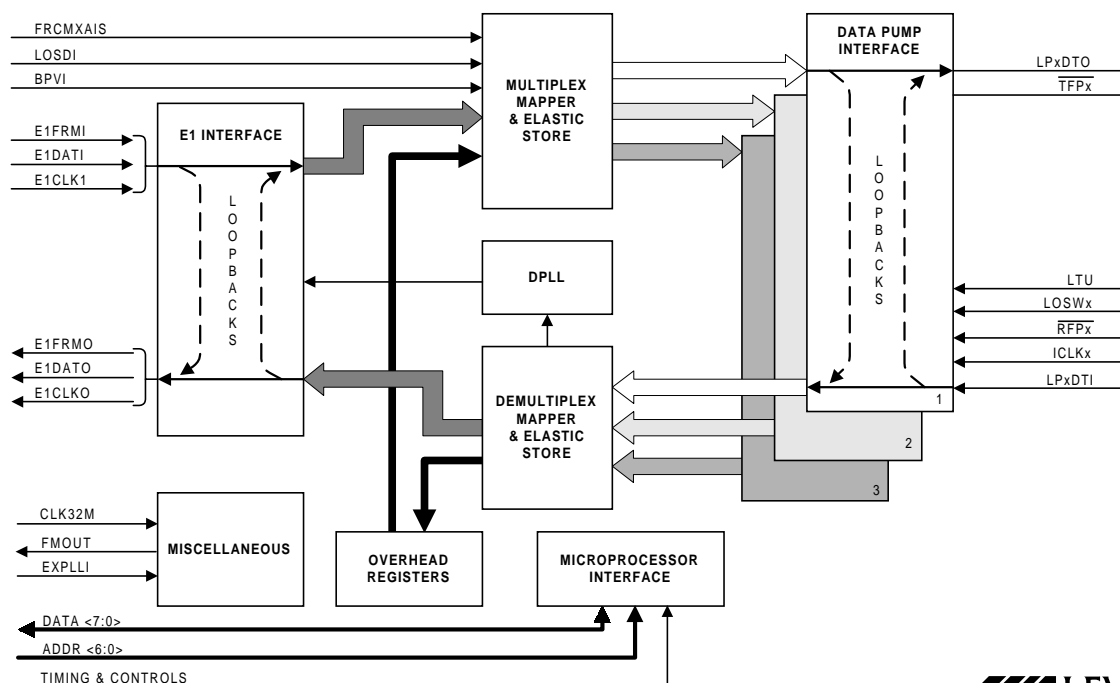 FRCMXAIS
LOSDI
BPVI
E1FRMI
E1DATI
E1CLK1
E1 INTERFACE
LOOPBACKS
MULTIPLEX
MAPPER
& ELASTIC
STORE
DATA PUMP
INTERFACE
LOOPBACKS
LPxDTO
TFPx
DPLL
LTU
LOSWx
RFPx
ICLKx
LPxDTI
E1FRMO
E1DATO
E1CLKO
DEMULTIPLEX
MAPPER
& ELASTIC
STORE
1
2
3
CLK32M
FMOUT
EXPLLI
MISCELLANEOUS
OVERHEAD
REGISTERS
MICROPROCESSOR
INTERFACE
DATA <7:0>
ADDR <6:0>
TIMING & CONTROLS